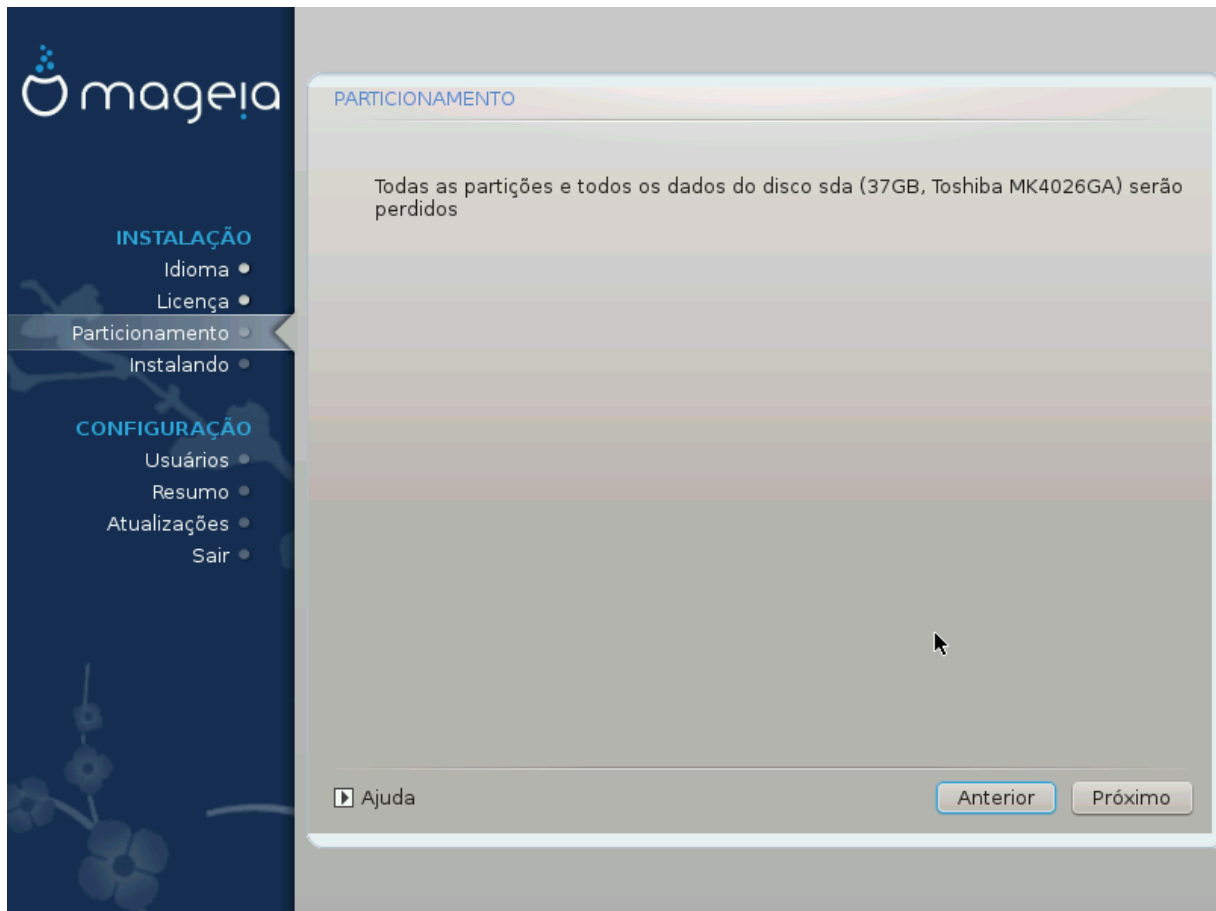 mageia
INSTALAÇÃO
Idioma
Licença
Particionamento
Instalando
CONFIGURAÇÃO
Usuários
Resumo
Atualizações
Sair
PARTICIONAMENTO
Todas as partições e todos os dados do disco sda (37GB, Toshiba MK4026GA) serão
perdidos
Ajuda
Anterior
Próximo